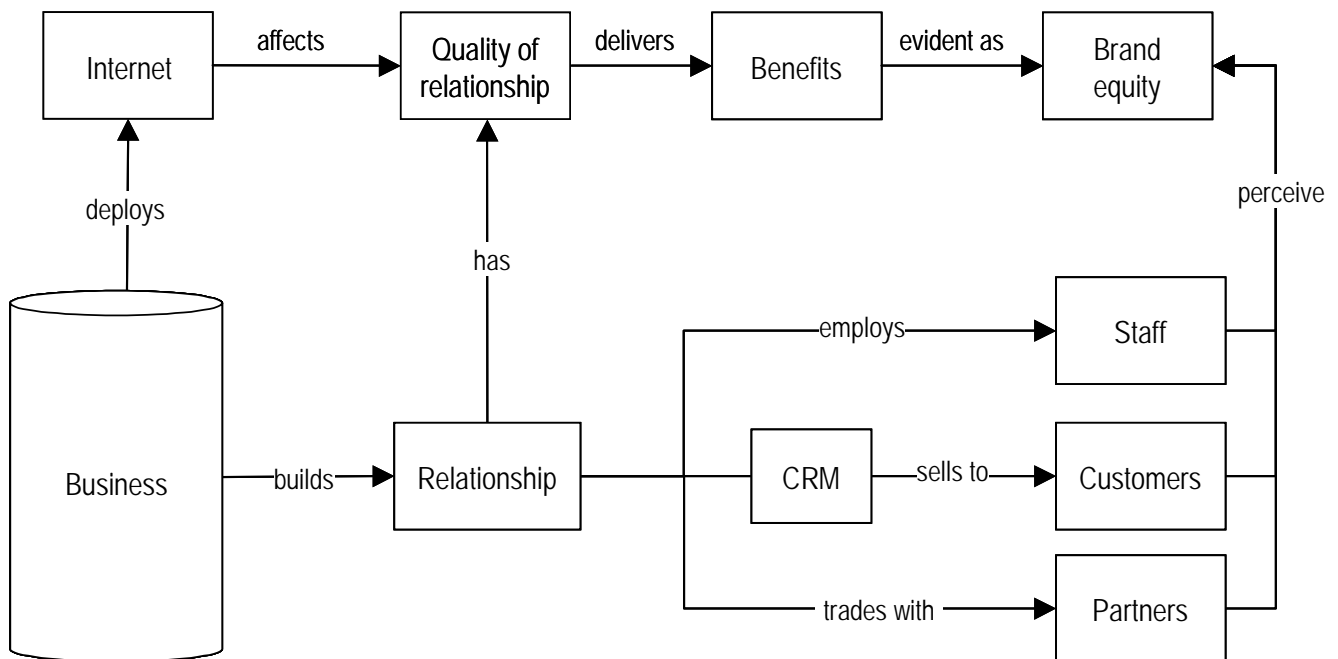 affects
delivers
evident as
Internet
Quality of
relationship
Benefits
Brand
equity
deploys
perceive
has
employs
Staff
Business
builds
Relationship
CRM
sells to
Customers
trades with
Partners